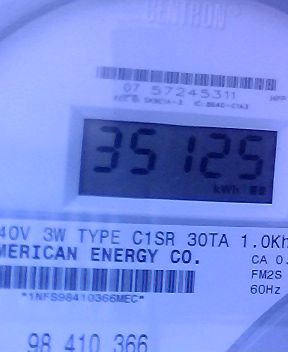 CENTRON®
07 57245311
35125
kWh
40V 3W TYPE C1SR 30TA 1.0Kh
MERICAN ENERGY CO.
CA 0.
FM2S
60Hz
*1NFS98410366MEC*
98 410 366